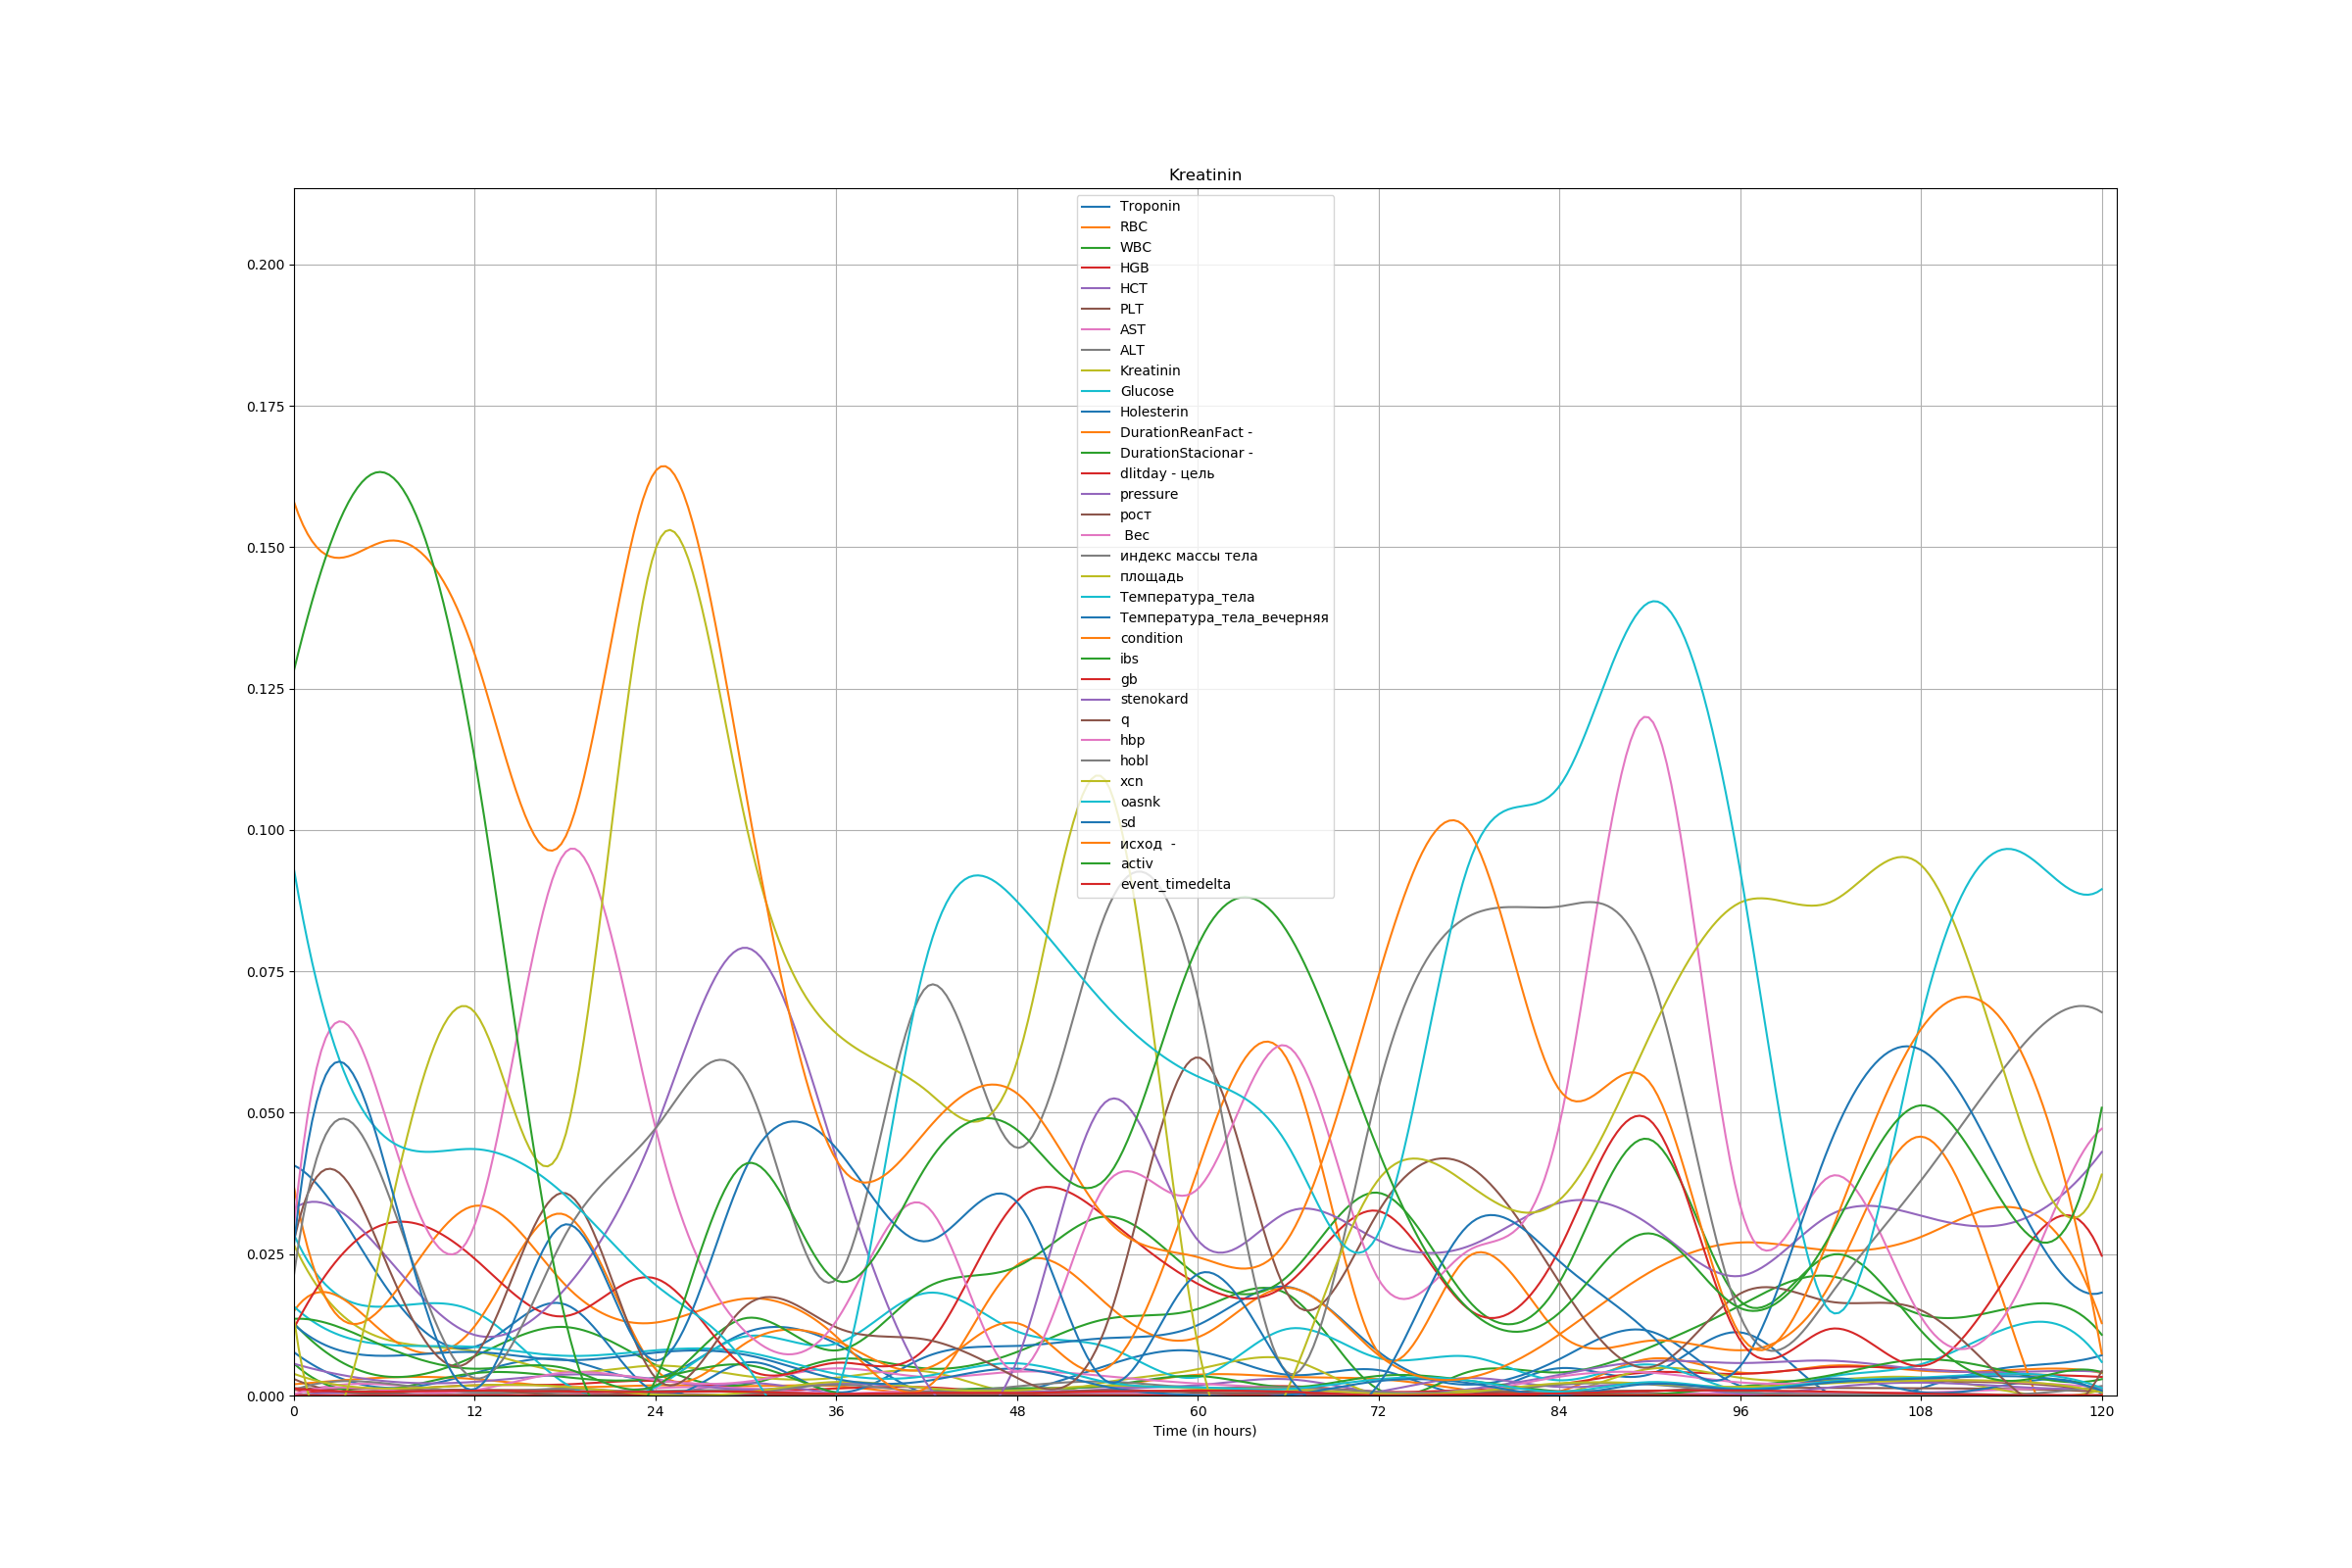 Kreatinin
Troponin
RBC
WBC
HGB
HCT
PLT
AST
ALT
Kreatinin
Glucose
Holesterin
DurationReanFact -
DurationStacionar -
dlitday - цель
pressure
рост
Вес
индекс массы тела
площадь
Температура_тела
Температура_тела_вечерняя
condition
ibs
gb
stenokard
q
hbp
hobl
xcn
oasnk
sd
исход  -
activ
event_timedelta
0.200
0.175
0.150
0.125
0.100
0.075
0.050
0.025
0.000
0 12 24 36 48 60 72 84 96 108 120
Time (in hours)